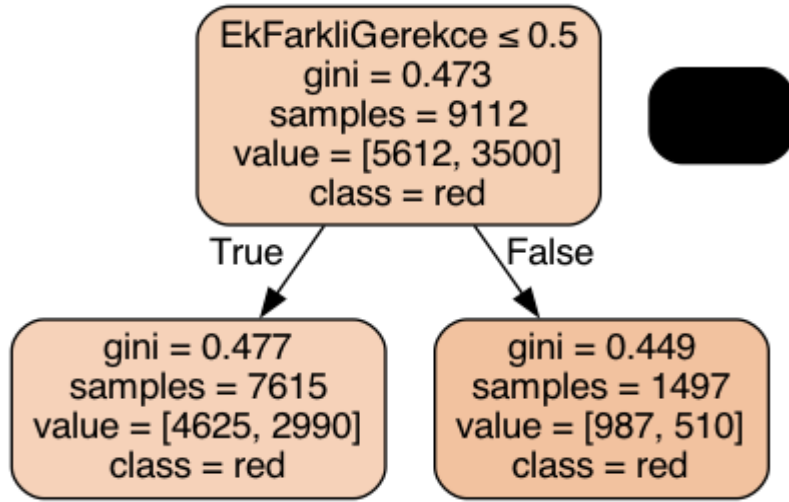 EkFarkliGerekce ≤ 0.5
gini = 0.473
samples = 9112
value = [5612, 3500]
class = red
True
False
gini = 0.477
samples = 7615
value = [4625, 2990]
class = red
gini = 0.449
samples = 1497
value = [987, 510]
class = red